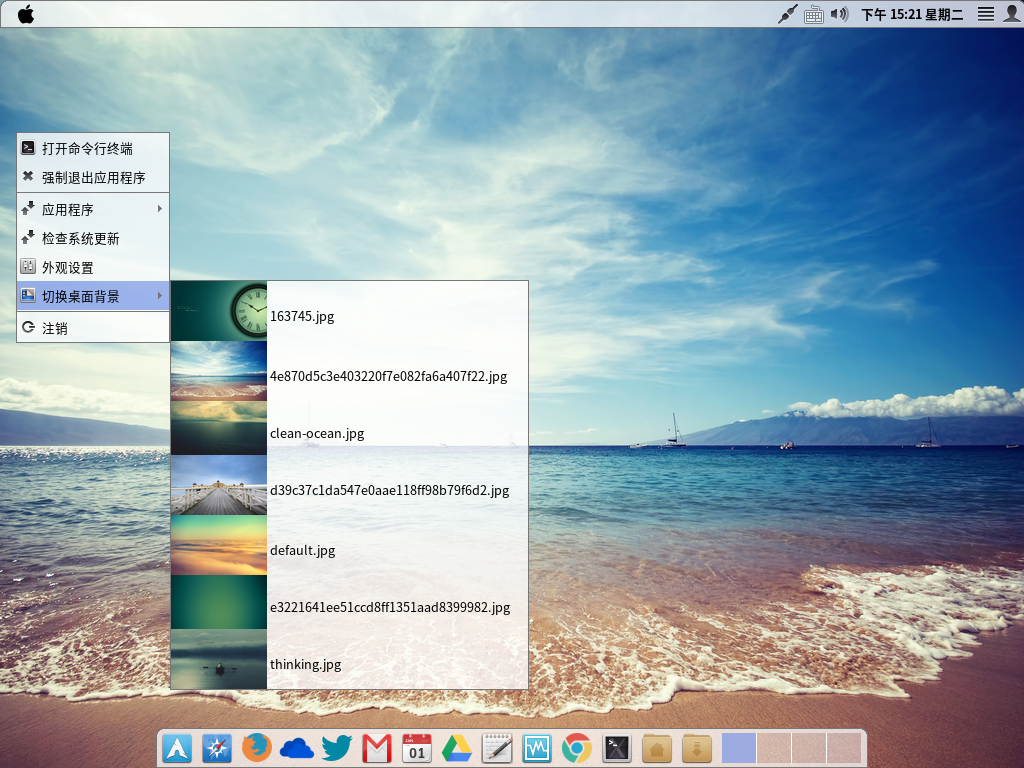 下午 15:21 星期二
打开命令行终端
强制退出应用程序
应用程序
检查系统更新
外观设置
切换桌面背景
注销
163745.jpg
4e870d5c3e403220f7e082fa6a407f22.jpg
clean-ocean.jpg
d39c37c1da547e0aae118ff98b79f6d2.jpg
default.jpg
e3221641ee51ccd8ff1351aad8399982.jpg
thinking.jpg
JAN
01